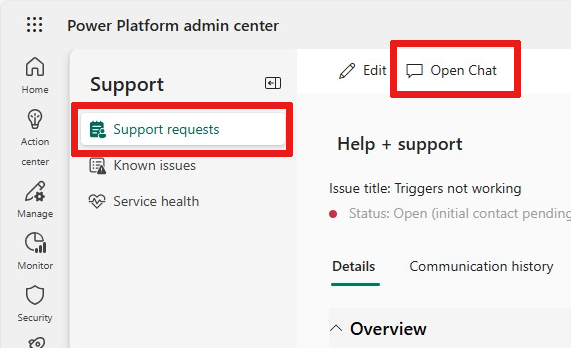 Power Platform admin center
Home
Action
center
Manage
Monitor
Security
Support
Support requests
Known issues
Service health
Edit
Open Chat
Help + support
Issue title: Triggers not working
Status: Open (initial contact pending
Details
Communication history
Overview